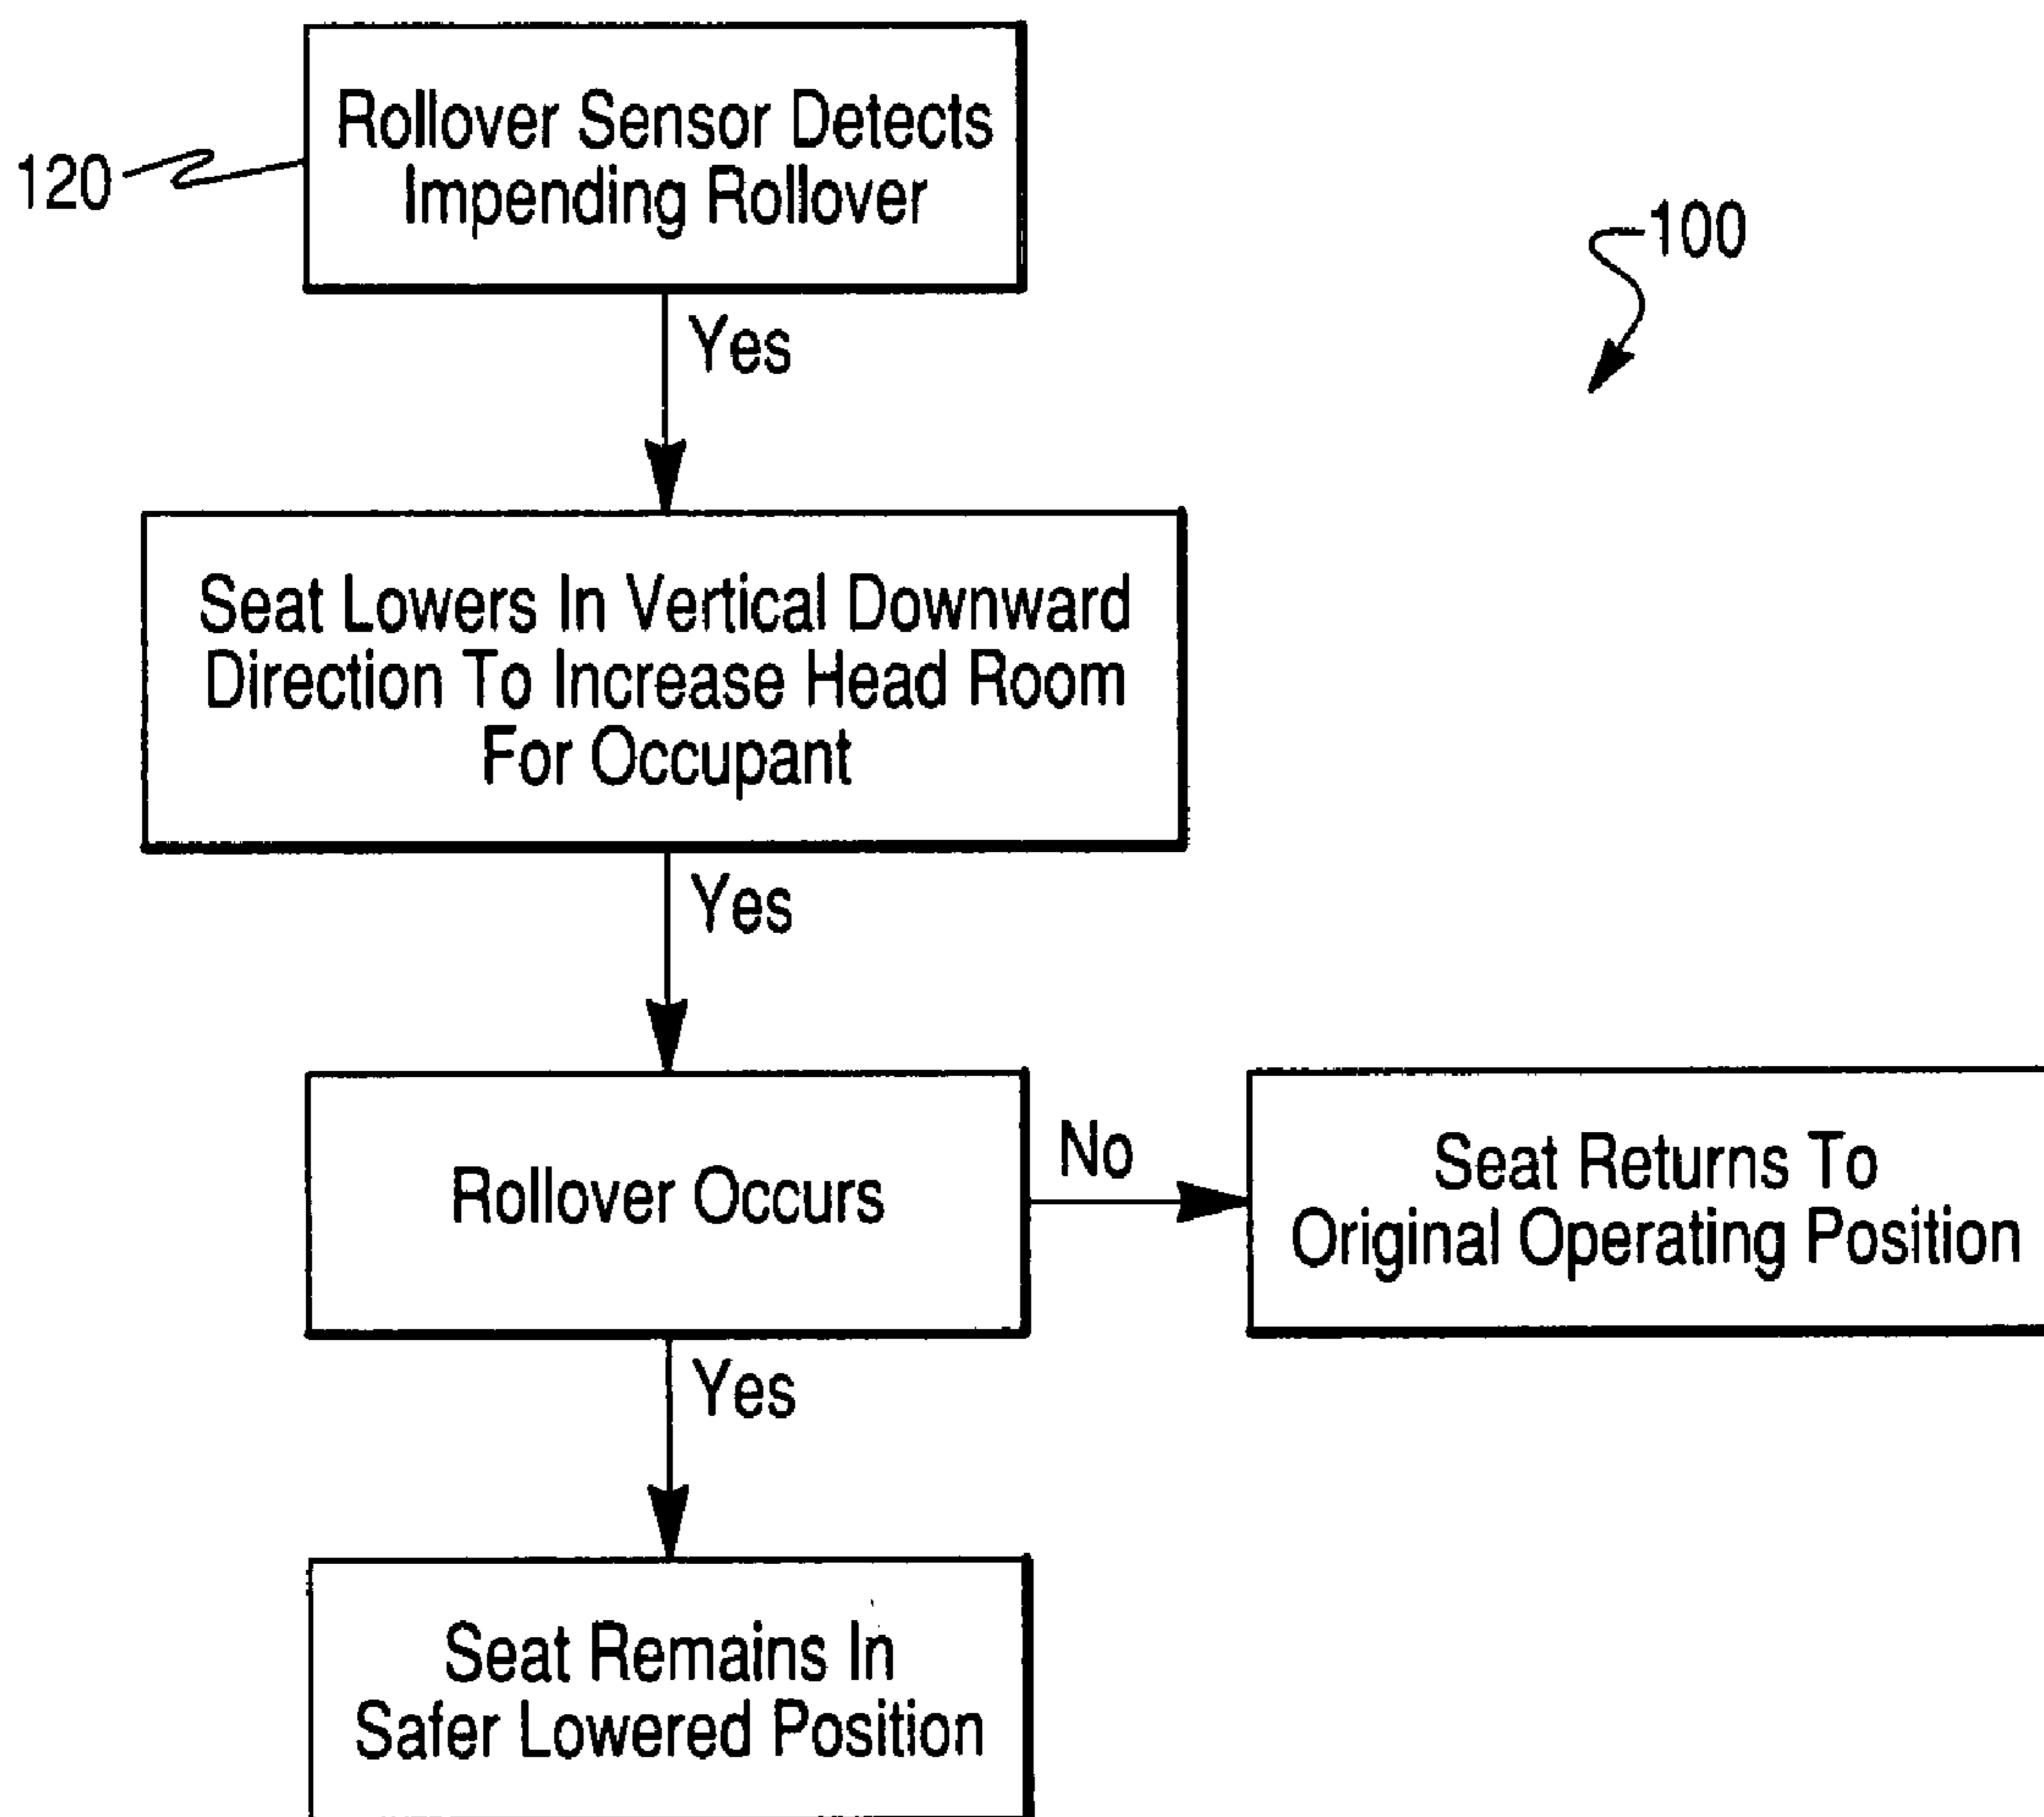 Rollover Sensor Detects
Impending Rollover
120
100
Yes
Seat Lowers In Vertical Downward
Direction To Increase Head Room
For Occupant
Yes
Rollover Occurs
No
Seat Returns To
Original Operating Position
Yes
Seat Remains In
Safer Lowered Position